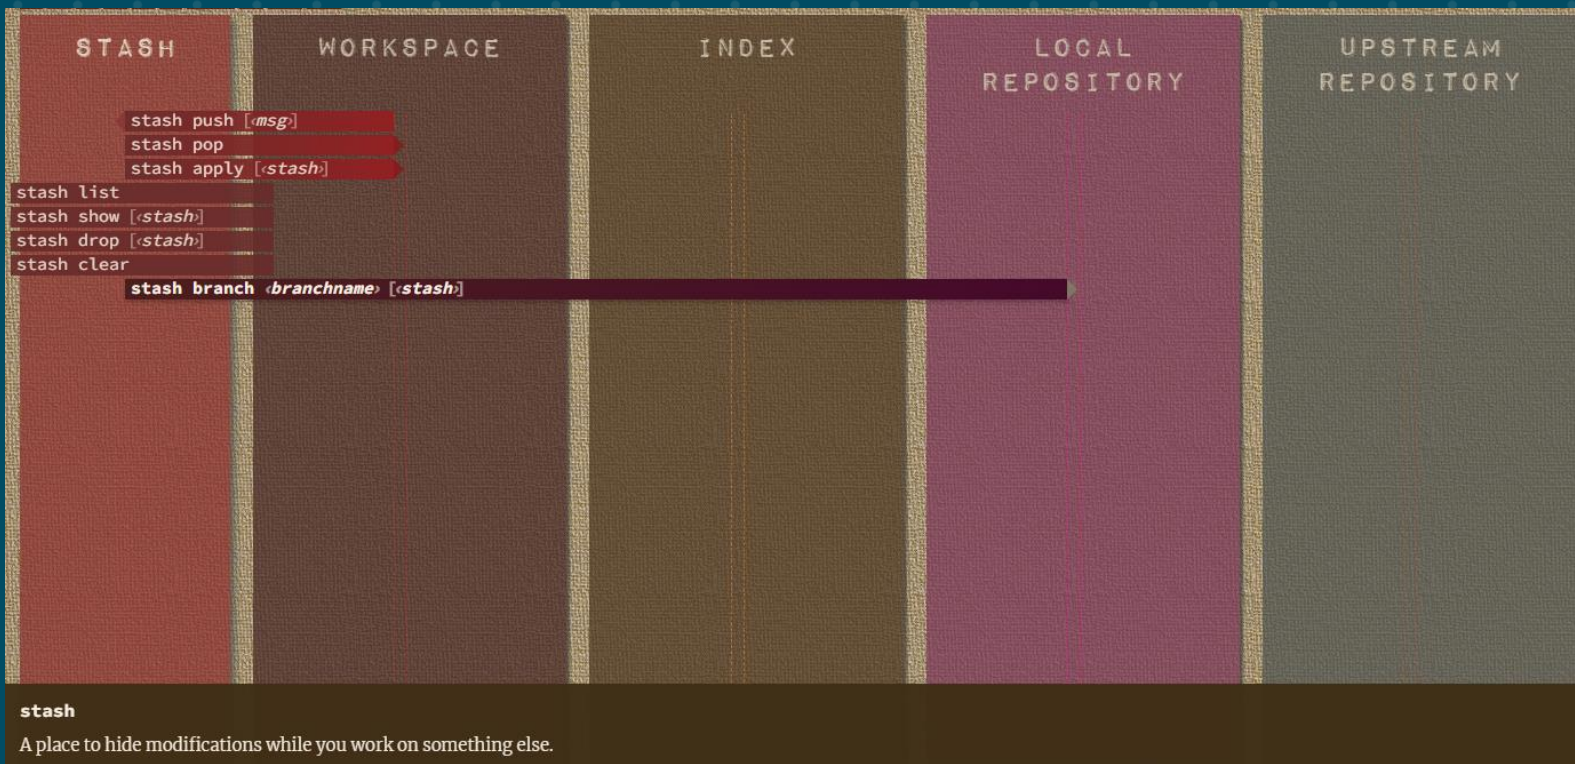 STASH
WORKSPACE
INDEX
LOCAL
REPOSITORY
UPSTREAM
REPOSITORY
stash push [‹msg›]
stash pop
stash apply [‹stash›]
stash list
stash show [‹stash›]
stash drop [‹stash›]
stash clear
stash branch ‹branchname› [‹stash›]
stash
A place to hide modifications while you work on something else.